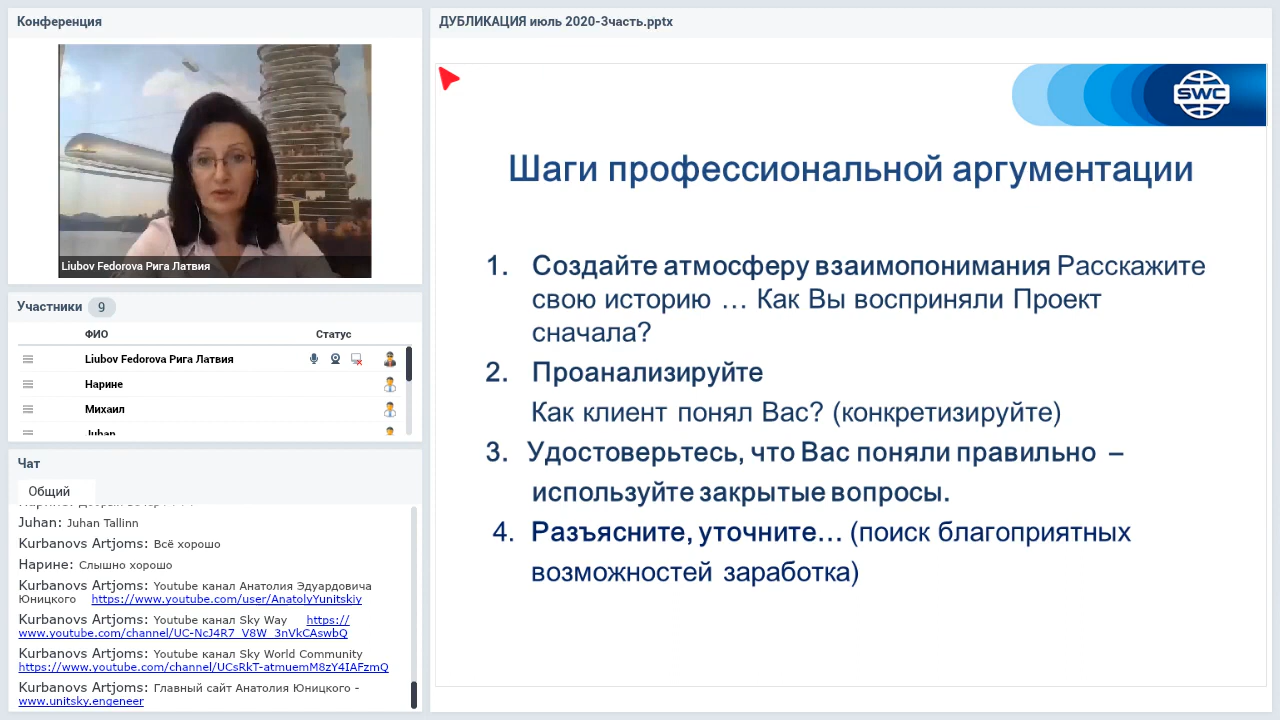 Конференция
Liubov Fedorova Рига Латвия
Участники 9
ФИО Статус
Liubov Fedorova Рига Латвия
Нарине
Михаил
Juhan
Чат
Общий
Juhan: Juhan Tallinn
Kurbanovs Artjoms: Всё хорошо
Нарине: Слышно хорошо
Kurbanovs Artjoms: Youtube канал Анатолия Эдуардовича
Юницкого https://www.youtube.com/user/AnatolyYunitskiy
Kurbanovs Artjoms: Youtube канал Sky Way https://
www.youtube.com/channel/UC-NcJ4R7_V8W_3nVkCAswbQ
Kurbanovs Artjoms: Youtube канал Sky World Community
https://www.youtube.com/channel/UCsRkT-atmuemM8zY4IAFzmQ
Kurbanovs Artjoms: Главный сайт Анатолия Юницкого -
www.unitsky.engeneer
ДУБЛИКАЦИЯ июль 2020-3часть.pptx
SWC
Шаги профессиональной аргументации
1. Создайте атмосферу взаимопонимания Расскажите
свою историю … Как Вы восприняли Проект
сначала?
2. Проанализируйте
Как клиент понял Вас? (конкретизируйте)
3. Удостоверьтесь, что Вас поняли правильно –
используйте закрытые вопросы.
4. Разъясните, уточните… (поиск благоприятных
возможностей заработка)